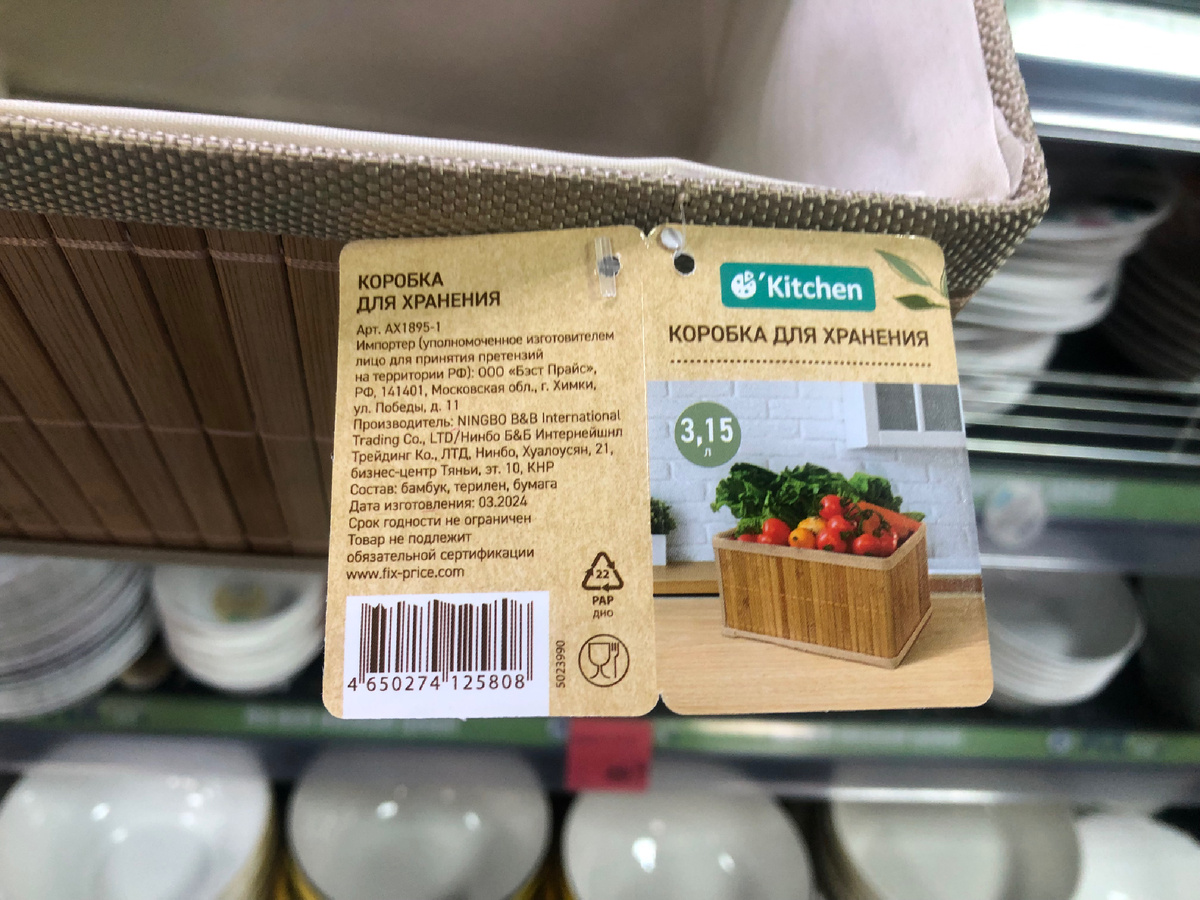 КОРОБКА
ДЛЯ ХРАНЕНИЯ
Арт. AX1895-1
Импортер (уполномоченное изготовителем
лицо для принятия претензий
на территории РФ): ООО «Бэст Прайс»,
РФ, 141401, Московская обл., г. Химки,
ул. Победы, д. 11
Производитель: NINGBO B&B International
Trading Co., LTD/Нинбо Б&Б Интернейшнл
Трейдинг Ко., ЛТД, Нинбо, Хуалоусян, 21,
бизнес-центр Тяньи, эт. 10, КНР
Состав: бамбук, терилен, бумага
Дата изготовления: 03.2024
Срок годности не ограничен
Товар не подлежит
обязательной сертификации
www.fix-price.com
4 650274 125808
5023990
22
PAP
дно
'Kitchen
КОРОБКА ДЛЯ ХРАНЕНИЯ
3,15
л